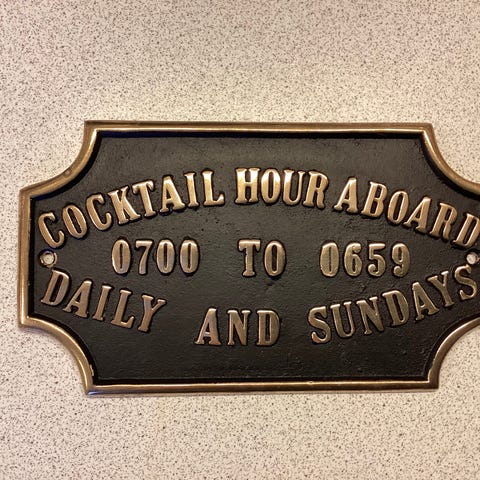 COCKTAIL HOUR ABOARD
0700 TO 0659
DAILY AND SUNDAYS